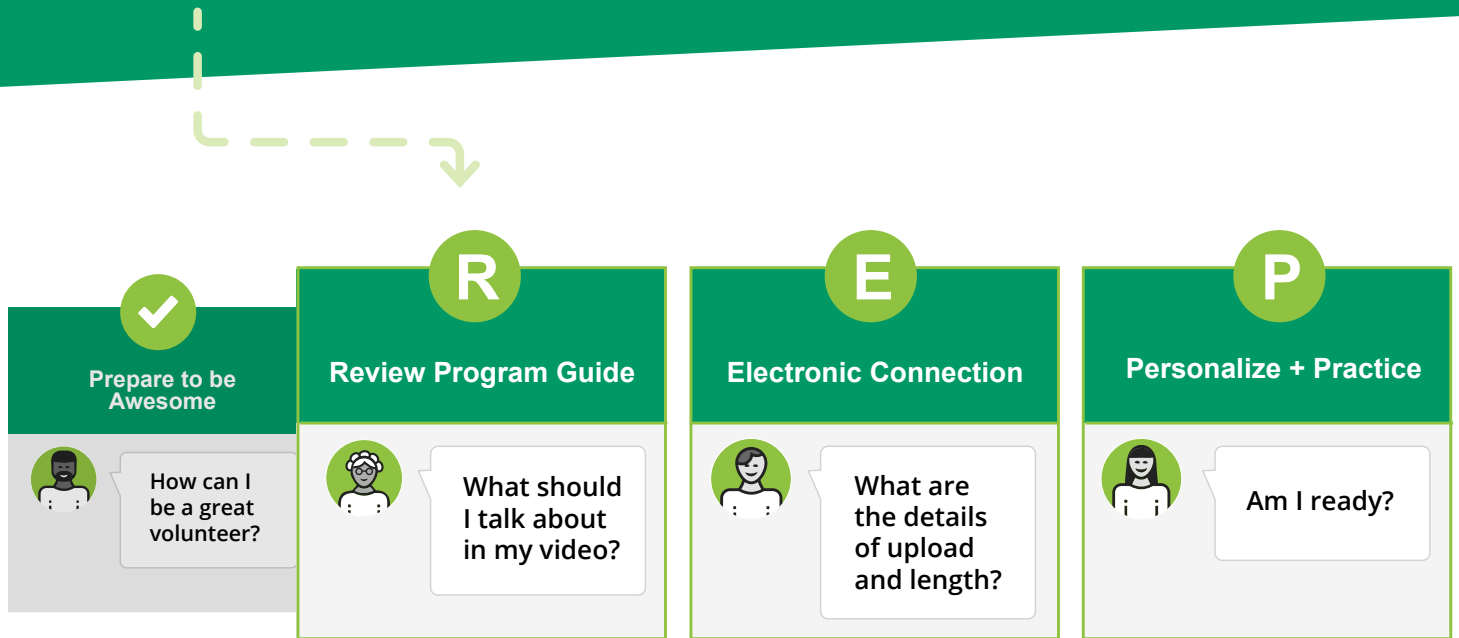 Prepare to be
Awesome
How can I
be a great
volunteer?
R
Review Program Guide
What should
I talk about
in my video?
E
Electronic Connection
What are
the details
of upload
and length?
P
Personalize + Practice
Am I ready?